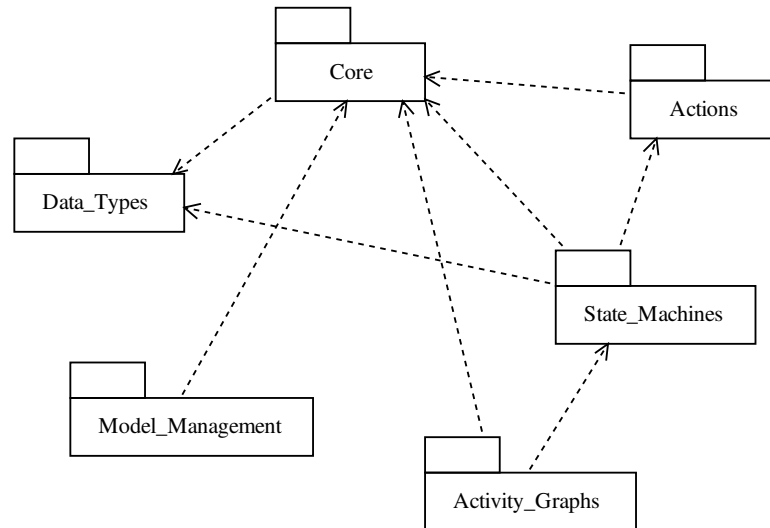 Core
Actions
Data_Types
State_Machines
Model_Management
Activity_Graphs